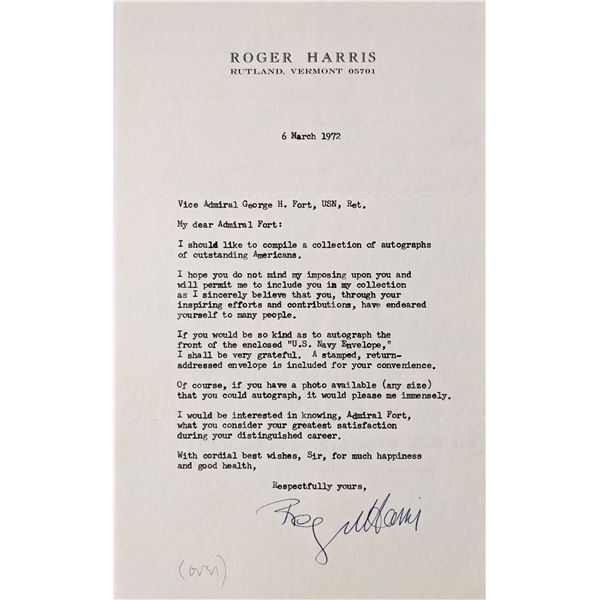 ROGER HARRIS
RUTLAND, VERMONT 05701
6 March 1972
Vice Admiral George H. Fort, USN, Ret.
My dear Admiral Fort:
I should like to compile a collection of autographs
of outstanding Americans.
I hope you do not mind my imposing upon you and
will permit me to include you in my collection
as I sincerely believe that you, through your
inspiring efforts and contributions, have endeared
yourself to many people.
If you would be so kind as to autograph the
front of the enclosed "U.S. Navy Envelope,"
I shall be very grateful. A stamped, return-
addressed envelope is included for your convenience.
Of course, if you have a photo available (any size)
that you could autograph, it would please me immensely.
I would be interested in knowing, Admiral Fort,
what you consider your greatest satisfaction
during your distinguished career.
With cordial best wishes, Sir, for much happiness
and good health,
Respectfully yours,
Roger Harris
(over)